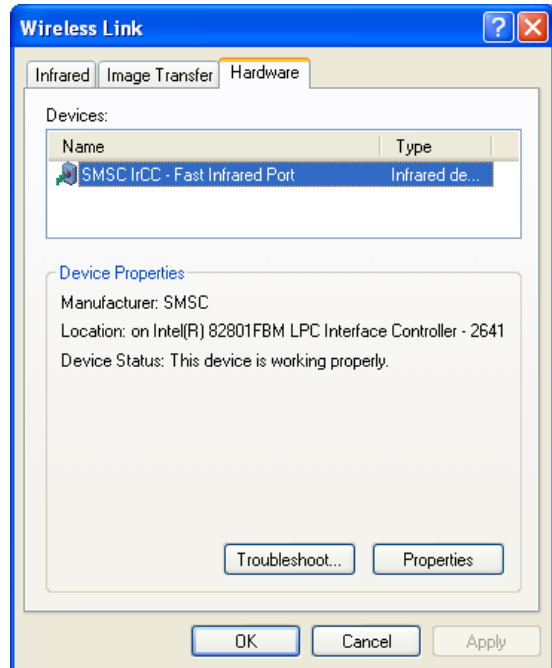 Wireless Link
Infrared Image Transfer Hardware
Devices:
Name Type
SMSC IrCC - Fast Infrared Port Infrared de...
Device Properties
Manufacturer: SMSC
Location: on Intel(R) 82801FBM LPC Interface Controller - 2641
Device Status: This device is working properly.
Troubleshoot... Properties
OK Cancel Apply